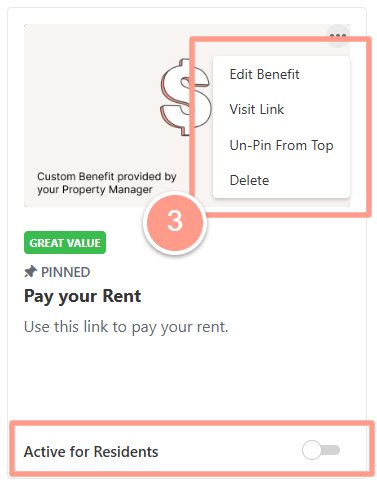 $
Edit Benefit
Visit Link
Un-Pin From Top
Delete
Custom Benefit provided by
your Property Manager
3
GREAT VALUE
PINNED
Pay your Rent
Use this link to pay your rent.
Active for Residents